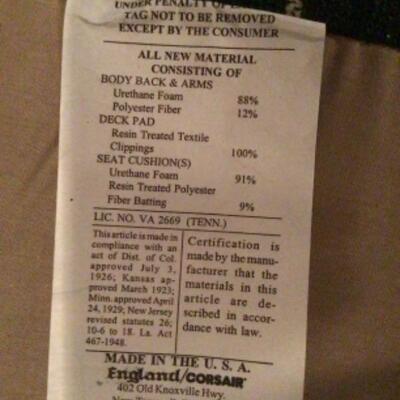 UNDER PENALTY OF
TAG NOT TO BE REMOVED
EXCEPT BY THE CONSUMER
ALL NEW MATERIAL
CONSISTING OF
BODY BACK & ARMS
Urethane Foam 88%
Polyester Fiber 12%
DECK PAD
Resin Treated Textile
Clippings 100%
SEAT CUSHION(S)
Urethane Foam 91%
Resin Treated Polyester
Fiber Batting 9%
LIC. NO. VA 2669 (TENN.)
This article is made in
compliance with an
act of Dist. of Col.
approved July 3,
1926; Kansas ap-
proved March 1923;
Minn. approved April
24, 1929; New Jersey
revised statutes 26;
10-6 to 18. La. Act
467-1948.
Certification is
made by the manu-
facturer that the
materials in this
article are de-
scribed in accor-
dance with law.
MADE IN THE U. S. A.
England/CORSAIR
402 Old Knoxville Hwy.
New